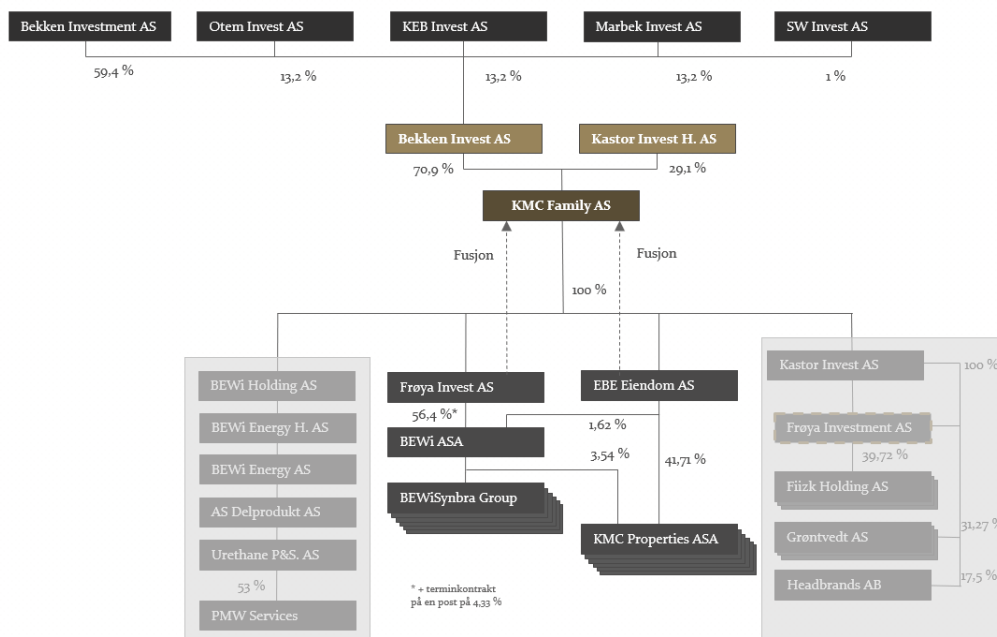 Bekken Investment AS
Otem Invest AS
KEB Invest AS
Marbek Invest AS
SW Invest AS
59,4 %
13,2 %
13,2 %
13,2 %
1 %
Bekken Invest AS
Kastor Invest H. AS
70,9 %
29,1 %
KMC Family AS
Fusjon
Fusjon
100 %
BEWi Holding AS
BEWi Energy H. AS
BEWi Energy AS
AS Delprodukt AS
Urethane P&S. AS
53 %
PMW Services
Frøya Invest AS
56,4 %*
BEWi ASA
BEWiSynbra Group
EBE Eiendom AS
1,62 %
3,54 %
41,71 %
KMC Properties ASA
* + terminkontrakt
på en post på 4,33 %
Kastor Invest AS
100 %
Frøya Investment AS
39,72 %
Fiizk Holding AS
31,27 %
Grøntvedt AS
17,5 %
Headbrands AB